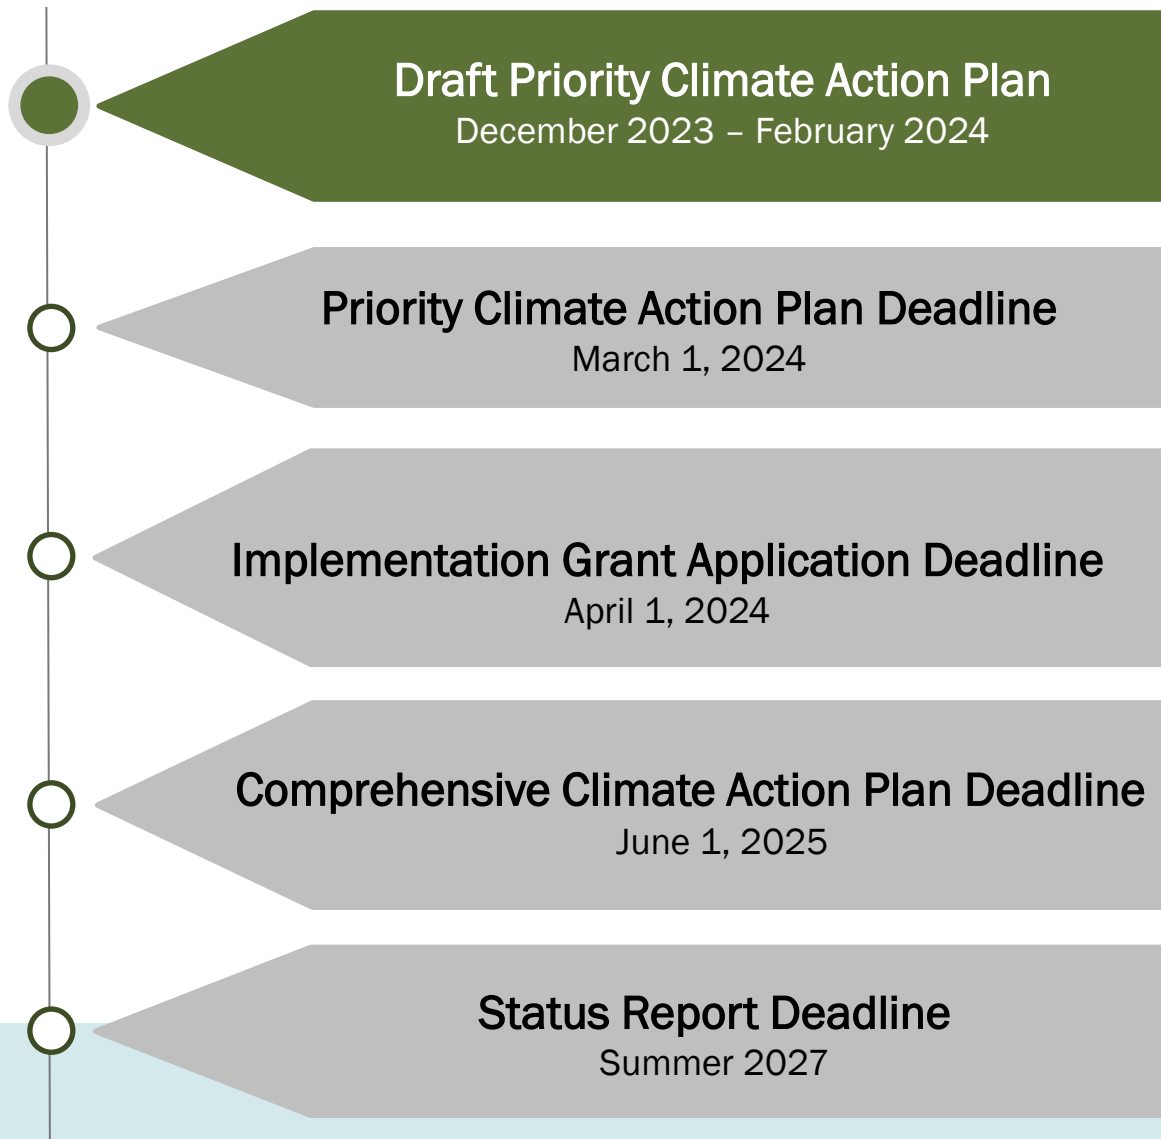 Draft Priority Climate Action Plan
December 2023 – February 2024
Priority Climate Action Plan Deadline
March 1, 2024
Implementation Grant Application Deadline
April 1, 2024
Comprehensive Climate Action Plan Deadline
June 1, 2025
Status Report Deadline
Summer 2027